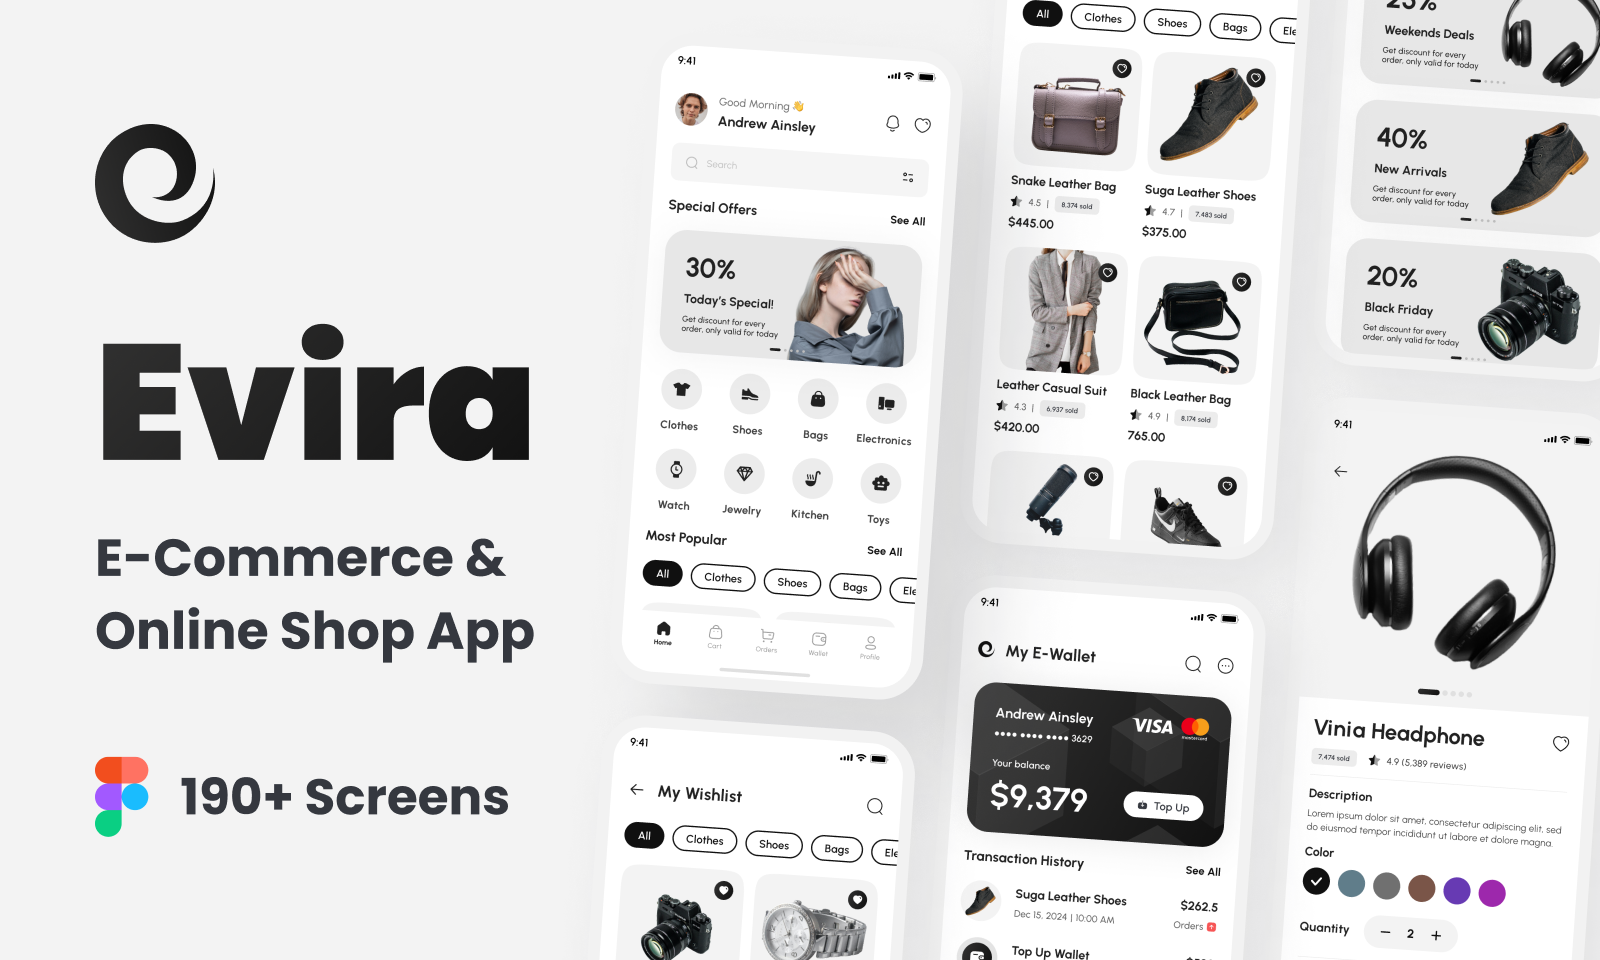 Evira
E-Commerce &
Online Shop App
190+ Screens
9:41
Good Morning 👋
Andrew Ainsley
Search
Special Offers
See All
30%
Today's Special!
Get discount for every
order, only valid for today
Clothes
Shoes
Bags
Electronics
Watch
Jewelry
Kitchen
Toys
Most Popular
See All
All
Clothes
Shoes
Bags
Ele
Home
Cart
Orders
Wallet
Profile
9:41
My Wishlist
All
Clothes
Shoes
Bags
Ele
All
Clothes
Shoes
Bags
Ele
Snake Leather Bag
4.5 | 8,374 sold
$445.00
Suga Leather Shoes
4.7 | 7,483 sold
$375.00
Leather Casual Suit
4.3 | 6,937 sold
$420.00
Black Leather Bag
4.9 | 8,174 sold
765.00
9:41
My E-Wallet
Andrew Ainsley
•••• •••• •••• 3629
VISA
mastercard
Your balance
$9,379
Top Up
Transaction History
See All
Suga Leather Shoes
Dec 15, 2024 | 10:00 AM
$262.5
Orders
Top Up Wallet
25%
Weekends Deals
Get discount for every
order, only valid for today
40%
New Arrivals
Get discount for every
order, only valid for today
20%
Black Friday
Get discount for every
order, only valid for today
9:41
Vinia Headphone
7,474 sold
4.9 (5,389 reviews)
Description
Lorem ipsum dolor sit amet, consectetur adipiscing elit, sed
do eiusmod tempor incididunt ut labore et dolore magna.
Color
Quantity
− 2 +